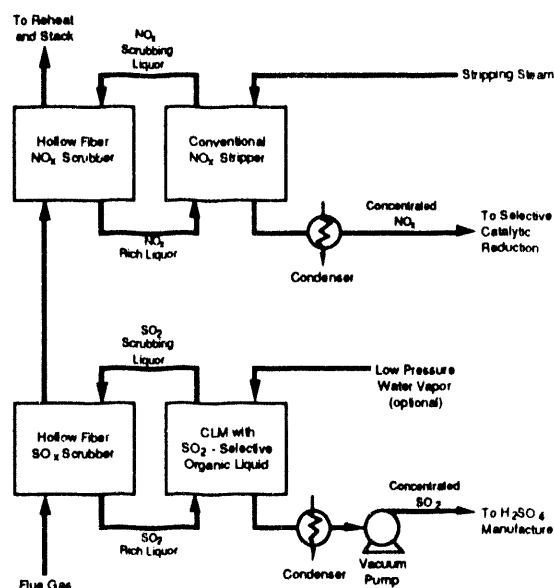 To Reheat
and Stack
NOx
Scrubbing
Liquor
Stripping Steam
Hollow Fiber
NOx Scrubber
Conventional
NOx Stripper
NOx
Rich Liquor
Concentrated
NOx
To Selective
Catalytic
Reduction
Condenser
SO2
Scrubbing
Liquor
Low Pressure
Water Vapor
(optional)
Hollow Fiber
SOx Scrubber
CLM with
SO2 - Selective
Organic Liquid
SO2
Rich Liquor
Concentrated
SO2
To H2SO4
Manufacture
Condenser
Vacuum
Pump
Flue Gas